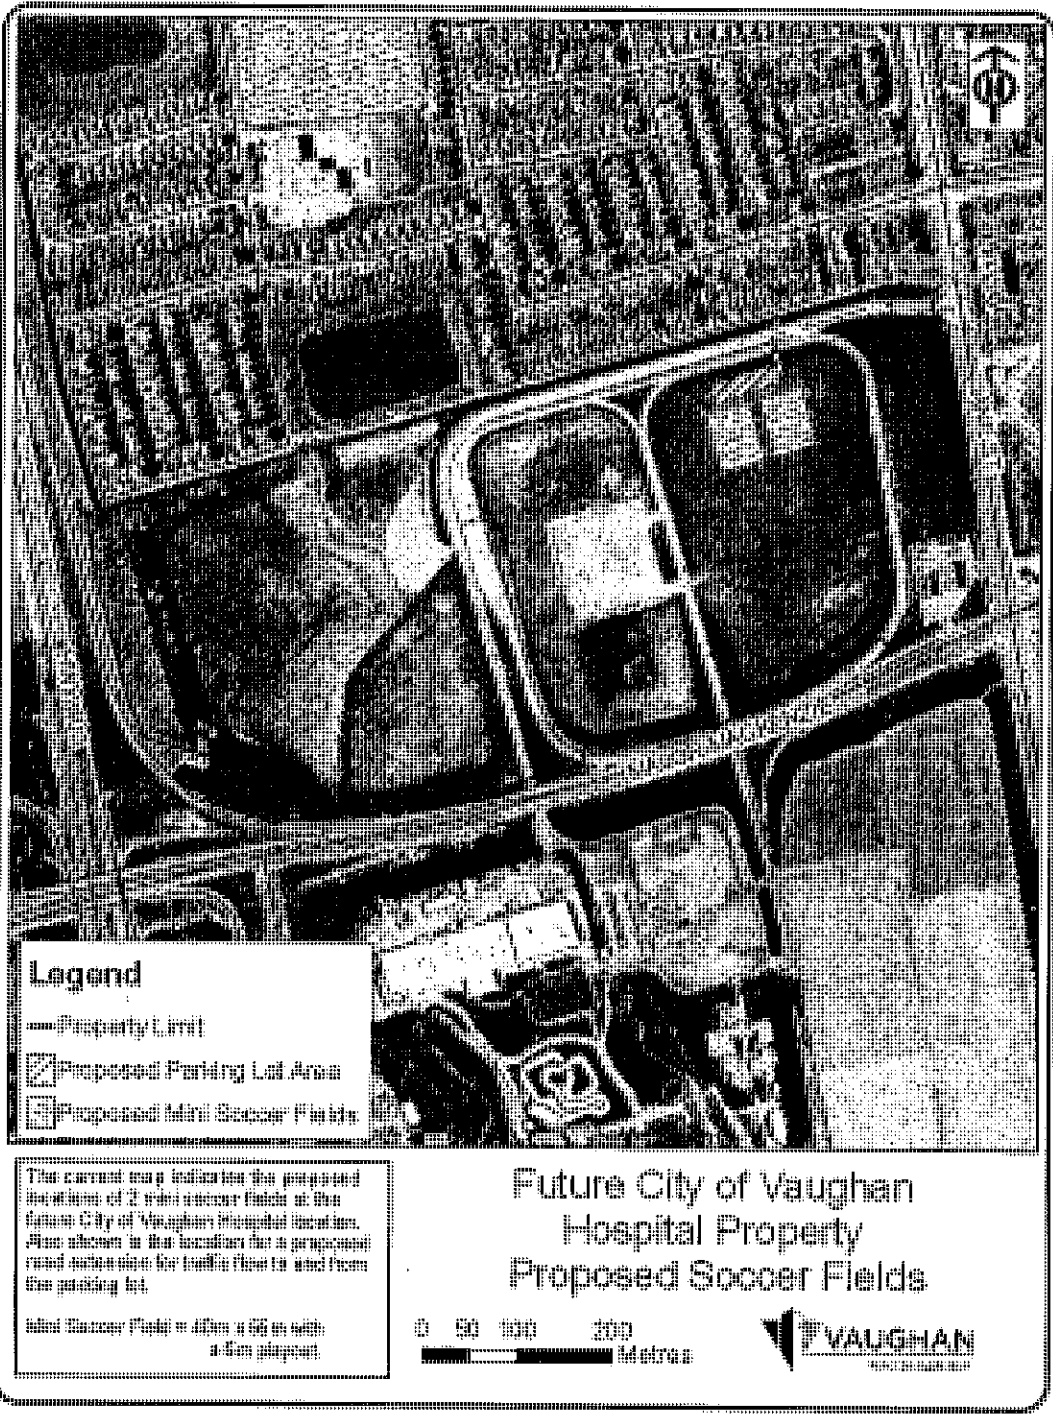 Legend
Property Limit
Proposed Parking Lot Area
Proposed Mini Soccer Fields
The current map indicates the proposed
locations of 2 mini soccer fields at the
future City of Vaughan Hospital location.
Also shown is the location for a proposed
road extension for traffic flow to and from
the parking lot.
Mini Soccer Field =
with
Future City of Vaughan
Hospital Property
Proposed Soccer Fields
0 50 100 200
Metres
VAUGHAN